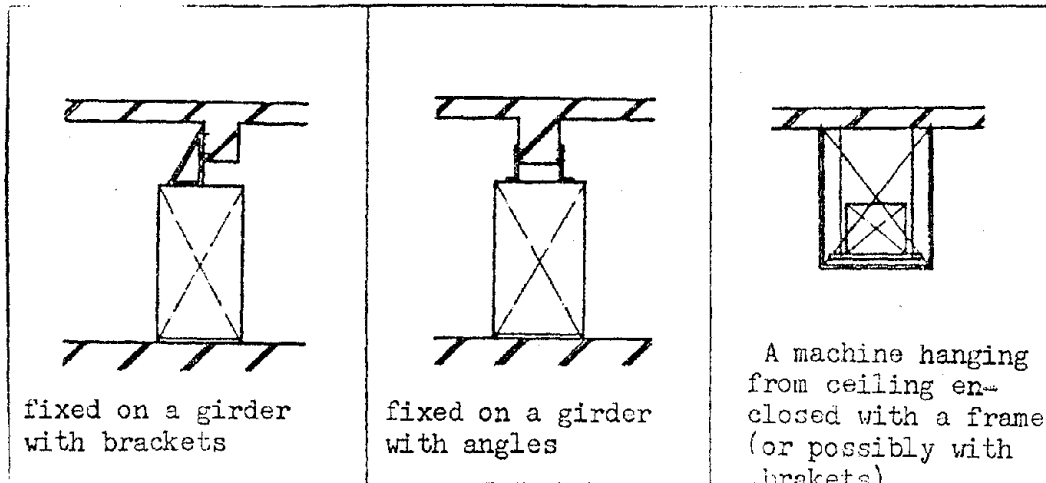 fixed on a girder
with brackets
fixed on a girder
with angles
A machine hanging
from ceiling en-
closed with a frame
(or possibly with
brakets)